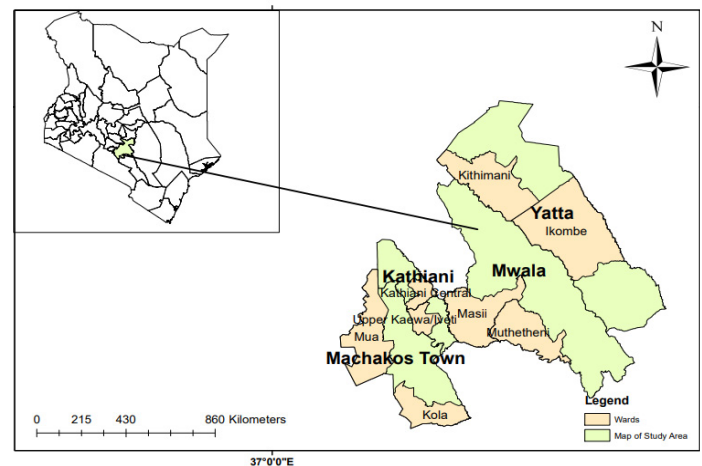 N
Kithimani
Yatta
Ikombe
Kathiani
Mwala
Kathiani Central
Masii
Upper Kaewa/Iveti
Mua
Muthetheni
Machakos Town
Kola
Legend
Wards
Map of Study Area
0 215 430 860 Kilometers
37°0'0"E